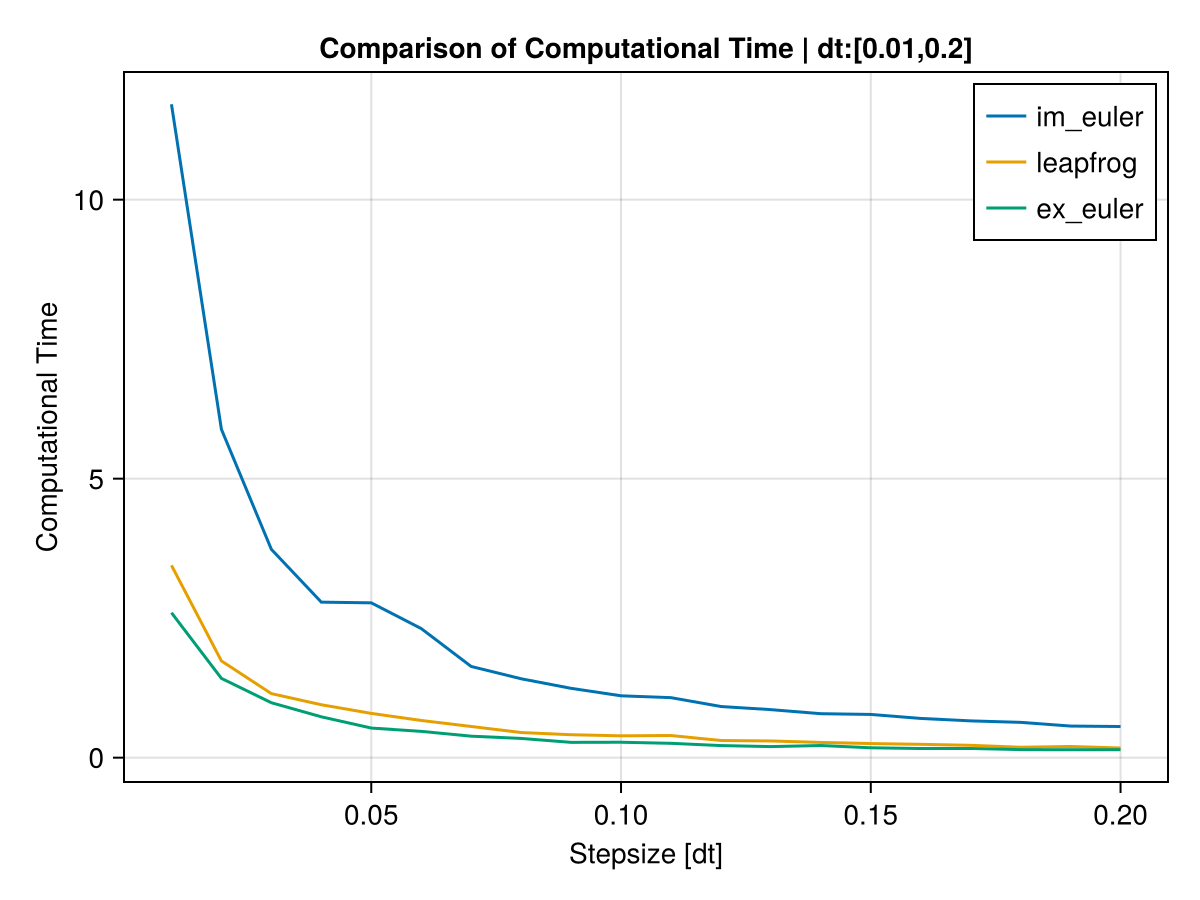 Comparison of Computational Time | dt:[0.01,0.2]
im_euler
leapfrog
ex_euler
Computational Time
10
5
0
0.05 0.10 0.15 0.20
Stepsize [dt]